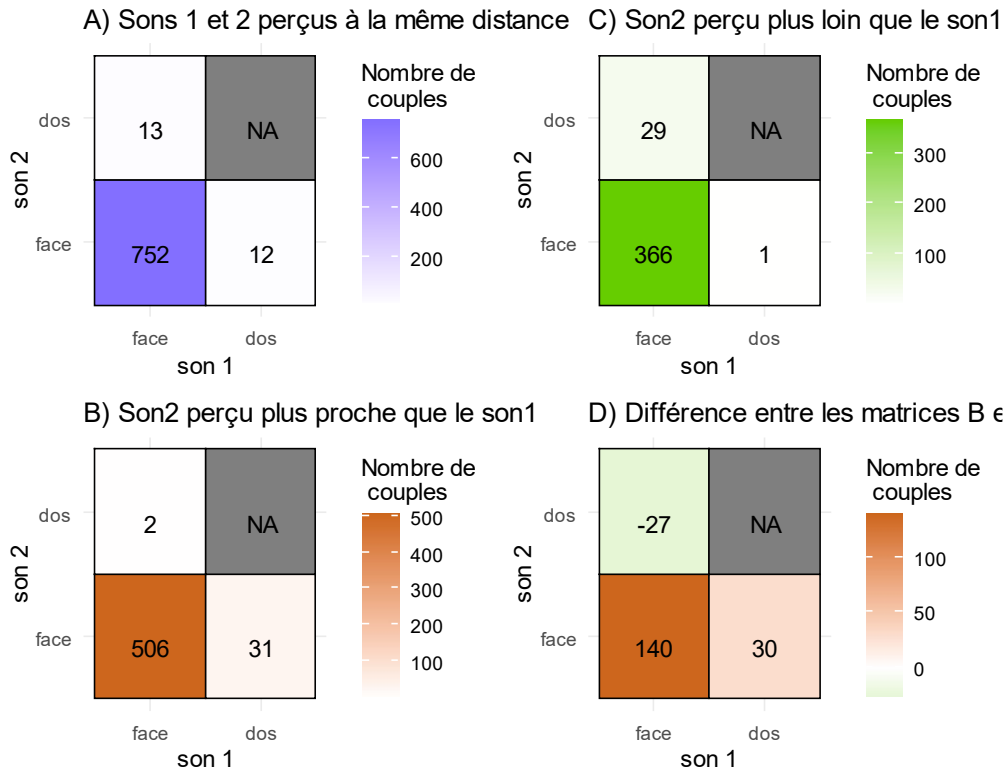 A) Sons 1 et 2 perçus à la même distance
Nombre de
couples
dos
13
NA
600
400
200
son 2
face
752
12
face
dos
son 1
C) Son2 perçu plus loin que le son1
Nombre de
couples
dos
29
NA
300
200
100
son 2
face
366
1
face
dos
son 1
B) Son2 perçu plus proche que le son1
Nombre de
couples
dos
2
NA
500
400
300
200
100
son 2
face
506
31
face
dos
son 1
D) Différence entre les matrices B e
Nombre de
couples
dos
-27
NA
100
50
0
son 2
face
140
30
face
dos
son 1